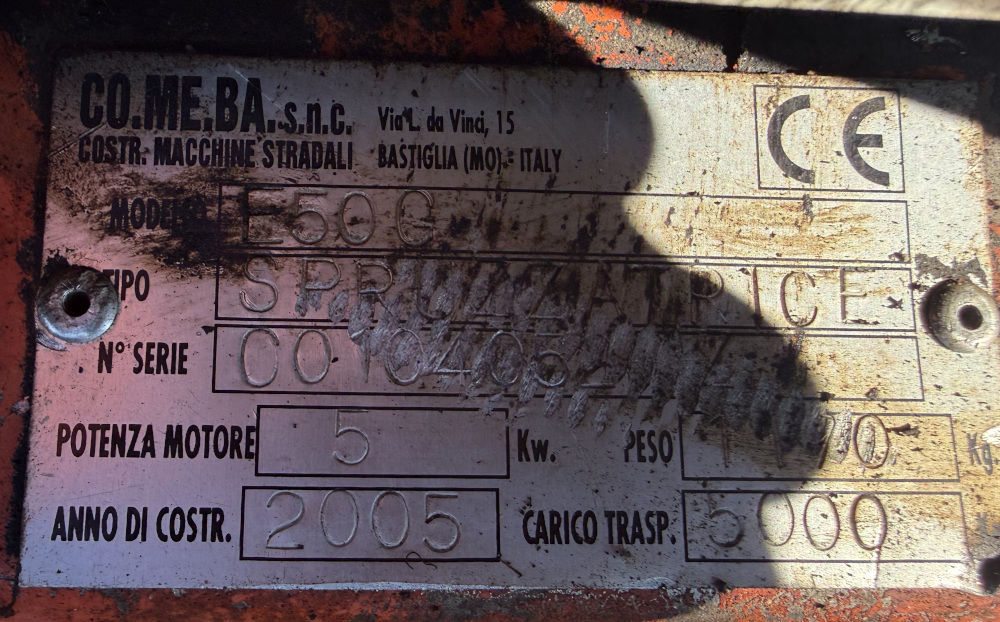 CO.ME.BA. s.n.c. Via L. da Vinci, 15
COSTR. MACCHINE STRADALI BASTIGLIA (MO) - ITALY
CE
MODELLO E50G
TIPO SPRUZZATRICE
N° SERIE
POTENZA MOTORE 5 Kw. PESO Kg
ANNO DI COSTR. 2005 CARICO TRASP. 5000